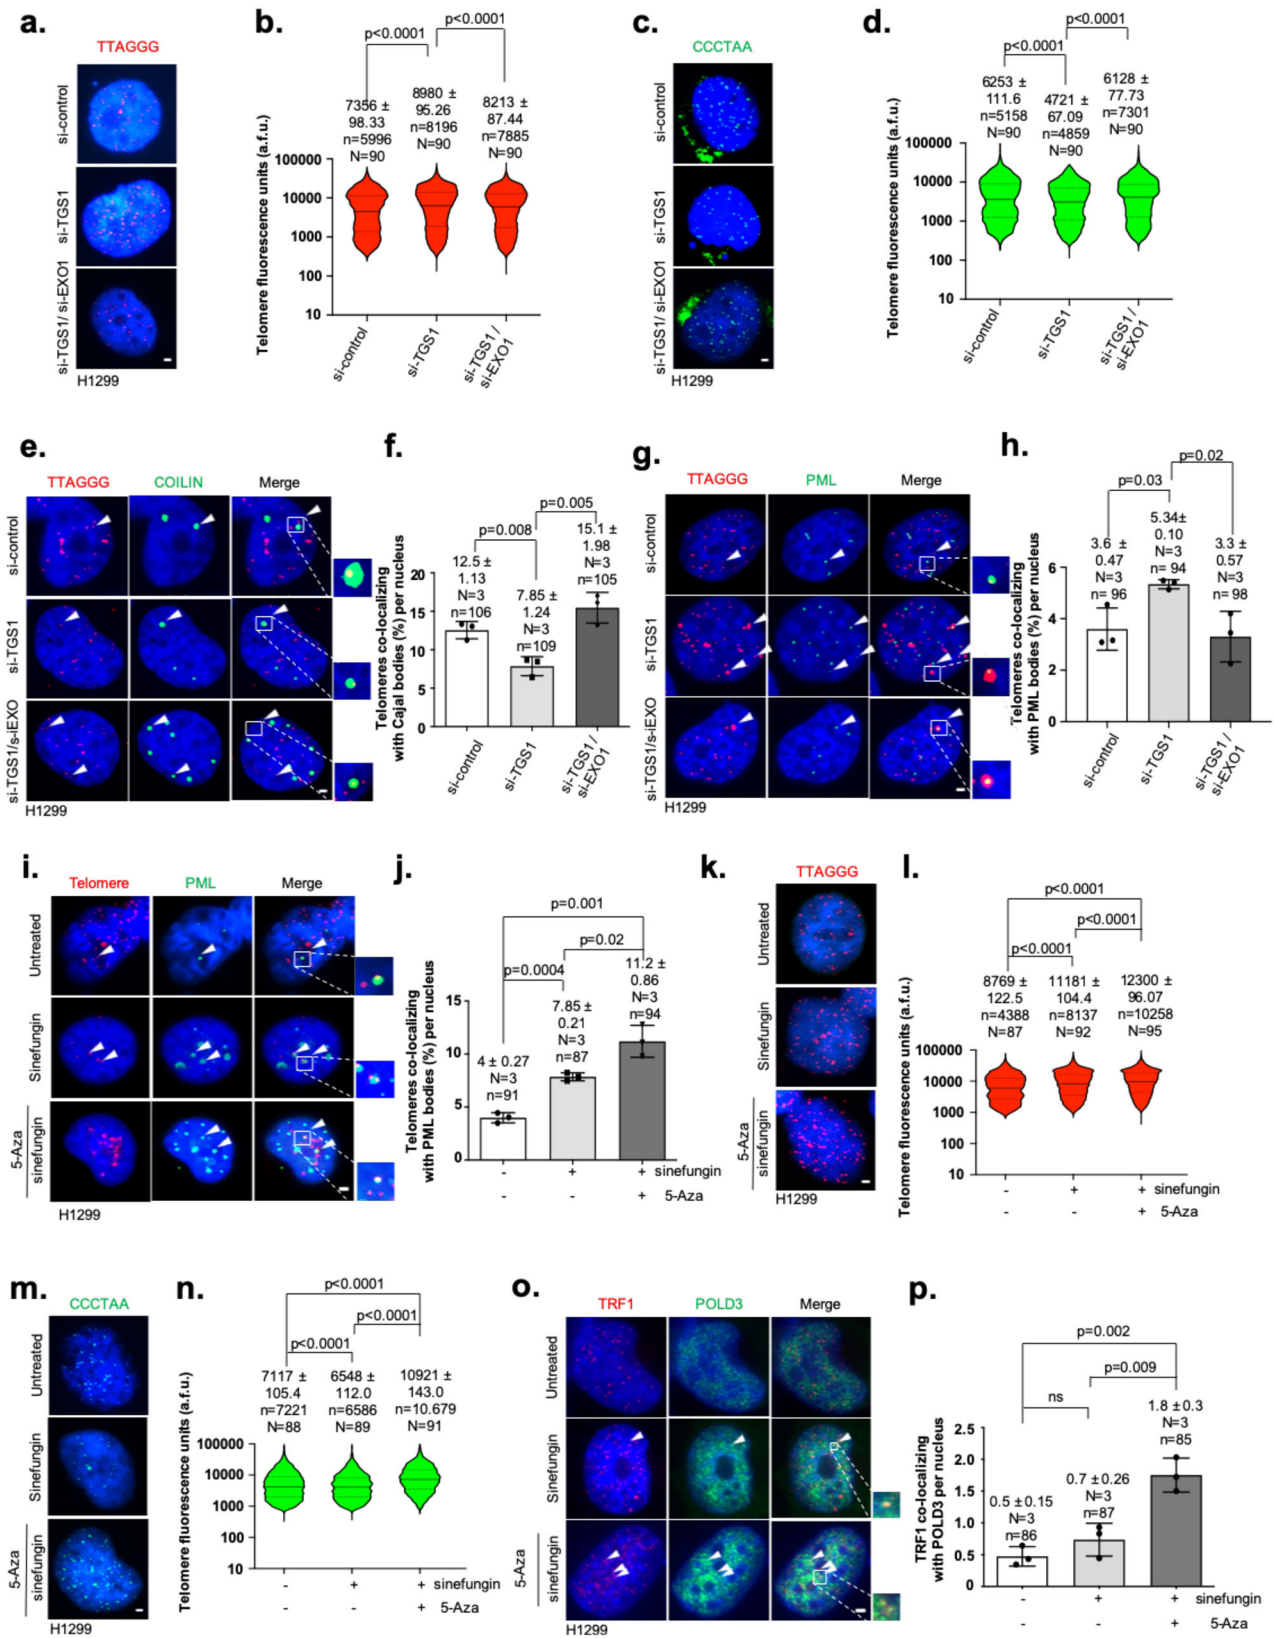 a.
TTAGGG
si-control
si-TGS1
si-TGS1/ si-EXO1
H1299
b.
p<0.0001
p<0.0001
7356 ±
98.33
n=5996
N=90
8980 ±
95.26
n=8196
N=90
8213 ±
87.44
n=7885
N=90
Telomere fluorescence units (a.f.u.)
100000
10000
1000
100
10
si-control
si-TGS1
si-TGS1 /
si-EXO1
c.
CCCTAA
si-control
si-TGS1
si-TGS1/ si-EXO1
H1299
d.
p<0.0001
p<0.0001
6253 ±
111.6
n=5158
N=90
4721 ±
67.09
n=4859
N=90
6128 ±
77.73
n=7301
N=90
Telomere fluorescence units (a.f.u.)
100000
10000
1000
100
10
si-control
si-TGS1
si-TGS1 /
si-EXO1
e.
TTAGGG COILIN Merge
si-control
si-TGS1
si-TGS1/s-iEXO
H1299
f.
p=0.005
p=0.008
12.5 ±
1.13
N=3
n=106
7.85 ±
1.24
N=3
n=109
15.1 ±
1.98
N=3
n=105
Telomeres co-localizing
with Cajal bodies (%) per nucleus
20
15
10
5
0
si-control
si-TGS1
si-TGS1 /
si-EXO1
g.
TTAGGG PML Merge
si-control
si-TGS1
si-TGS1/s-iEXO
H1299
h.
p=0.02
p=0.03
3.6 ±
0.47
N=3
n= 96
5.34±
0.10
N=3
n= 94
3.3 ±
0.57
N=3
n= 98
Telomeres co-localizing
with PML bodies (%) per nucleus
6
4
2
0
si-control
si-TGS1
si-TGS1 /
si-EXO1
i.
Telomere PML Merge
Untreated
Sinefungin
5-Aza
sinefungin
H1299
j.
p=0.001
p=0.02
p=0.0004
4 ± 0.27
N=3
n=91
7.85 ±
0.21
N=3
n=87
11.2 ±
0.86
N=3
n=94
Telomeres co-localizing
with PML bodies (%) per nucleus
15
10
5
0
- + + sinefungin
- - + 5-Aza
k.
TTAGGG
Untreated
Sinefungin
5-Aza
sinefungin
H1299
l.
p<0.0001
p<0.0001
p<0.0001
8769 ±
122.5
n=4388
N=87
11181 ±
104.4
n=8137
N=92
12300 ±
96.07
n=10258
N=95
Telomere fluorescence units (a.f.u.)
100000
10000
1000
100
10
- + + sinefungin
- - + 5-Aza
m.
CCCTAA
Untreated
Sinefungin
5-Aza
sinefungin
H1299
n.
p<0.0001
p<0.0001
p<0.0001
7117 ±
105.4
n=7221
N=88
6548 ±
112.0
n=6586
N=89
10921 ±
143.0
n=10.679
N=91
Telomere fluorescence units (a.f.u.)
100000
10000
1000
100
10
- + + sinefungin
- - + 5-Aza
o.
TRF1 POLD3 Merge
Untreated
Sinefungin
5-Aza
sinefungin
H1299
p.
p=0.002
p=0.009
ns
0.5 ±0.15
N=3
n=86
0.7 ±0.26
N=3
n=87
1.8 ±0.3
N=3
n=85
TRF1 co-localizing
with POLD3 per nucleus
2.5
2.0
1.5
1.0
0.5
0
- + + sinefungin
- - + 5-Aza